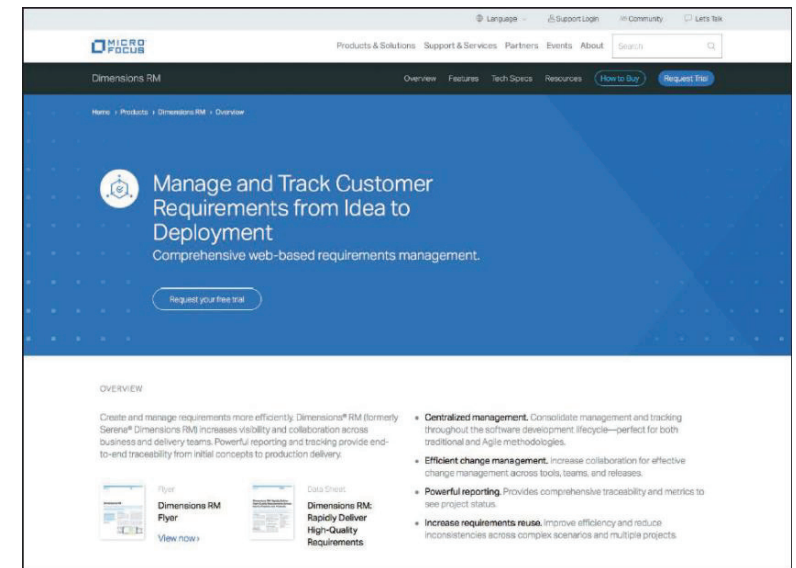 Language
Support Login
Community
Let's Talk
MICRO
FOCUS
Products & Solutions Support & Services Partners Events About
Search
Dimensions RM
Overview Features Tech Specs Resources How to Buy Request Trial
Home › Products › Dimensions RM › Overview
Manage and Track Customer
Requirements from Idea to
Deployment
Comprehensive web-based requirements management.
Request your free trial
OVERVIEW
Create and manage requirements more efficiently. Dimensions® RM (formerly
Serena® Dimensions RM) increases visibility and collaboration across
business and delivery teams. Powerful reporting and tracking provide end-
to-end traceability from initial concepts to production delivery.
Flyer
Dimensions RM
Flyer
View now ›
Data Sheet
Dimensions RM:
Rapidly Deliver
High-Quality
Requirements
• Centralized management. Consolidate management and tracking
throughout the software development lifecycle—perfect for both
traditional and Agile methodologies.
• Efficient change management. Increase collaboration for effective
change management across tools, teams, and releases.
• Powerful reporting. Provides comprehensive traceability and metrics to
see project status.
• Increase requirements reuse. Improve efficiency and reduce
inconsistencies across complex scenarios and multiple projects.